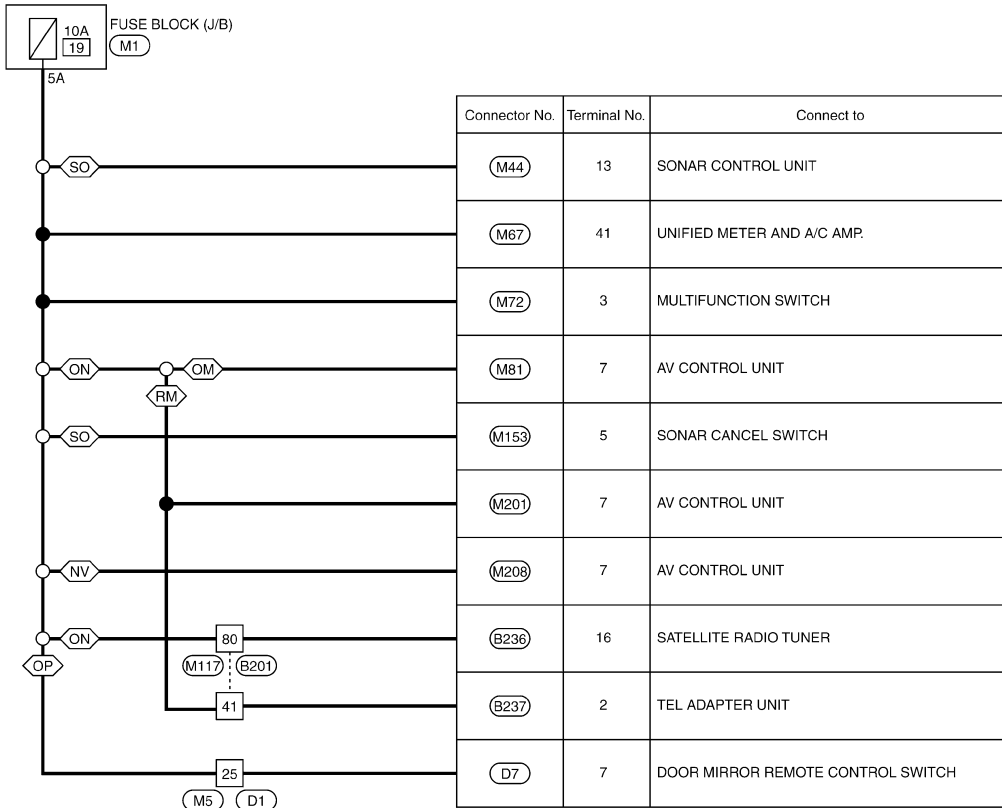 10A
19
FUSE BLOCK (J/B)
M1
5A
Connector No. Terminal No. Connect to
SO M44 13 SONAR CONTROL UNIT
M67 41 UNIFIED METER AND A/C AMP.
M72 3 MULTIFUNCTION SWITCH
ON OM M81 7 AV CONTROL UNIT
RM
SO M153 5 SONAR CANCEL SWITCH
M201 7 AV CONTROL UNIT
NV M208 7 AV CONTROL UNIT
ON 80 B236 16 SATELLITE RADIO TUNER
OP M117 B201
41 B237 2 TEL ADAPTER UNIT
25 D7 7 DOOR MIRROR REMOTE CONTROL SWITCH
M5 D1